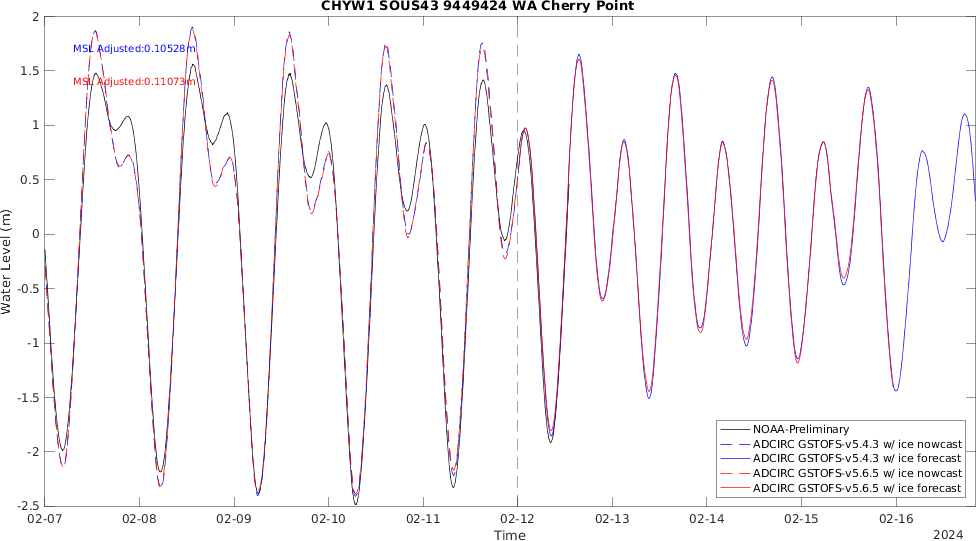 CHYW1 SOUS43 9449424 WA Cherry Point
MSL Adjusted:0.10528m
MSL Adjusted:0.11073m
2
1.5
1
0.5
0
-0.5
-1
-1.5
-2
-2.5
Water Level (m)
NOAA-Preliminary
ADCIRC GSTOFS-v5.4.3 w/ ice nowcast
ADCIRC GSTOFS-v5.4.3 w/ ice forecast
ADCIRC GSTOFS-v5.6.5 w/ ice nowcast
ADCIRC GSTOFS-v5.6.5 w/ ice forecast
02-07 02-08 02-09 02-10 02-11 02-12 02-13 02-14 02-15 02-16
Time
2024